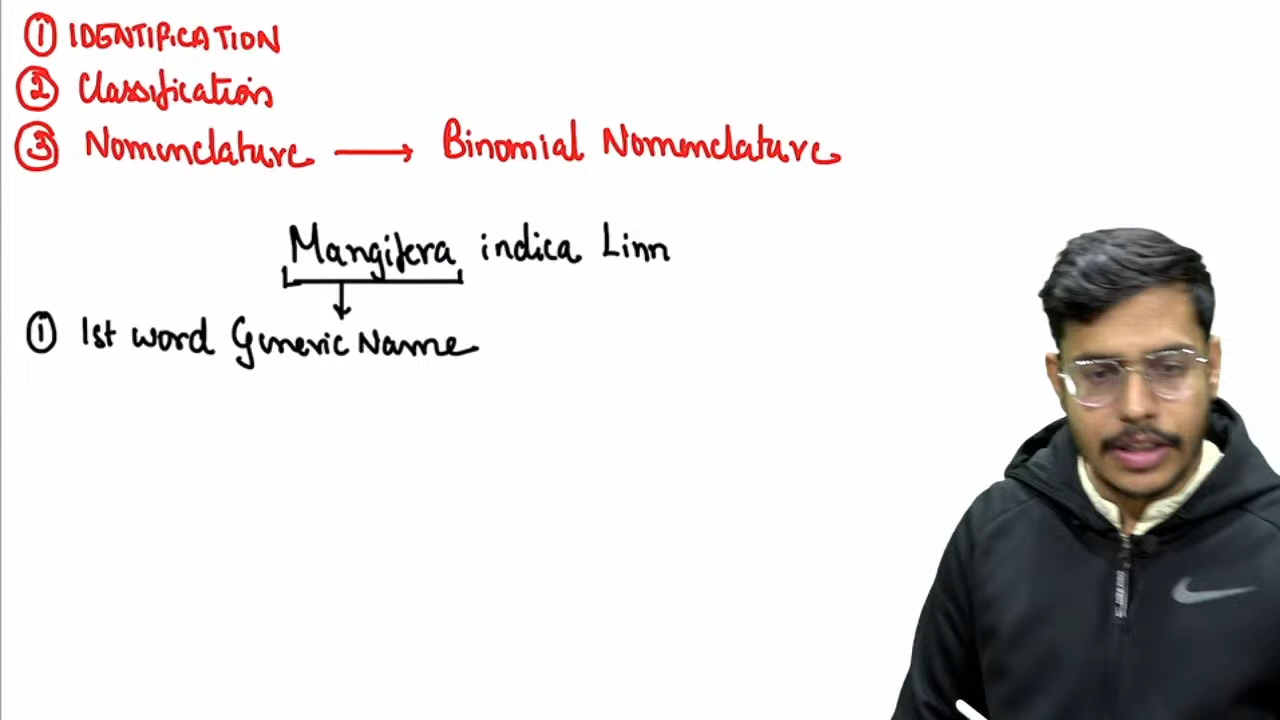 ① IDENTIFICATION
② Classification
③ Nomenclature → Binomial Nomenclature
Mangifera indica Linn
① 1st word Generic Name